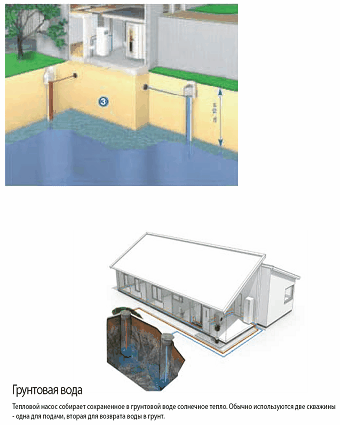 3
ca. 15 m
Грунтовая вода
Тепловой насос собирает сохраненное в грунтовой воде солнечное тепло. Обычно используются две скважины
- одна для подачи, вторая для возврата воды в грунт.